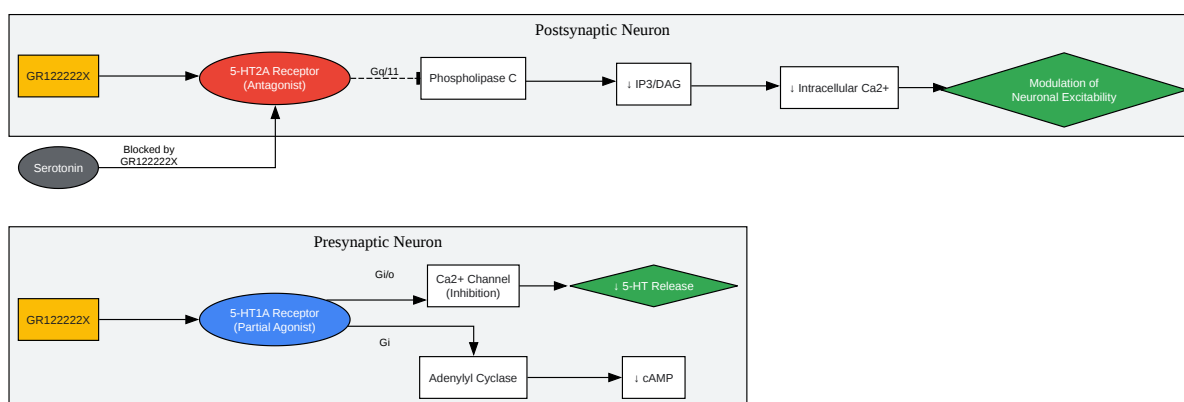 Postsynaptic Neuron
GR122222X
5-HT2A Receptor
(Antagonist)
Gq/11
Phospholipase C
↓ IP3/DAG
↓ Intracellular Ca2+
Modulation of
Neuronal Excitability
Serotonin
Blocked by
GR122222X
Presynaptic Neuron
GR122222X
5-HT1A Receptor
(Partial Agonist)
Gi/o
Ca2+ Channel
(Inhibition)
↓ 5-HT Release
Gi
Adenylyl Cyclase
↓ cAMP